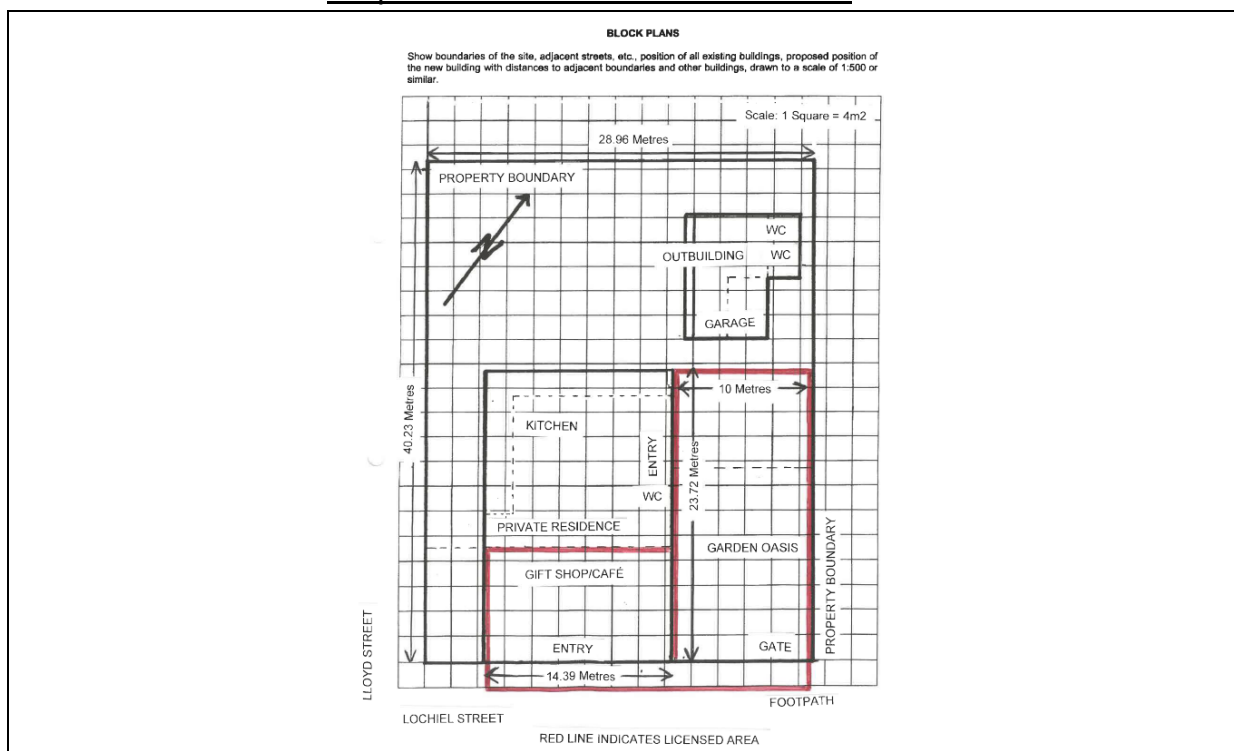 BLOCK PLANS
Show boundaries of the site, adjacent streets, etc., position of all existing buildings, proposed position of
the new building with distances to adjacent boundaries and other buildings, drawn to a scale of 1:500 or
similar.
Scale: 1 Square = 4m2
28.96 Metres
PROPERTY BOUNDARY
N
WC
OUTBUILDING
WC
GARAGE
40.23 Metres
10 Metres
KITCHEN
ENTRY
23.72 Metres
WC
PRIVATE RESIDENCE
GARDEN OASIS
PROPERTY BOUNDARY
GIFT SHOP/CAFÉ
LLOYD STREET
ENTRY
GATE
14.39 Metres
FOOTPATH
LOCHIEL STREET
RED LINE INDICATES LICENSED AREA